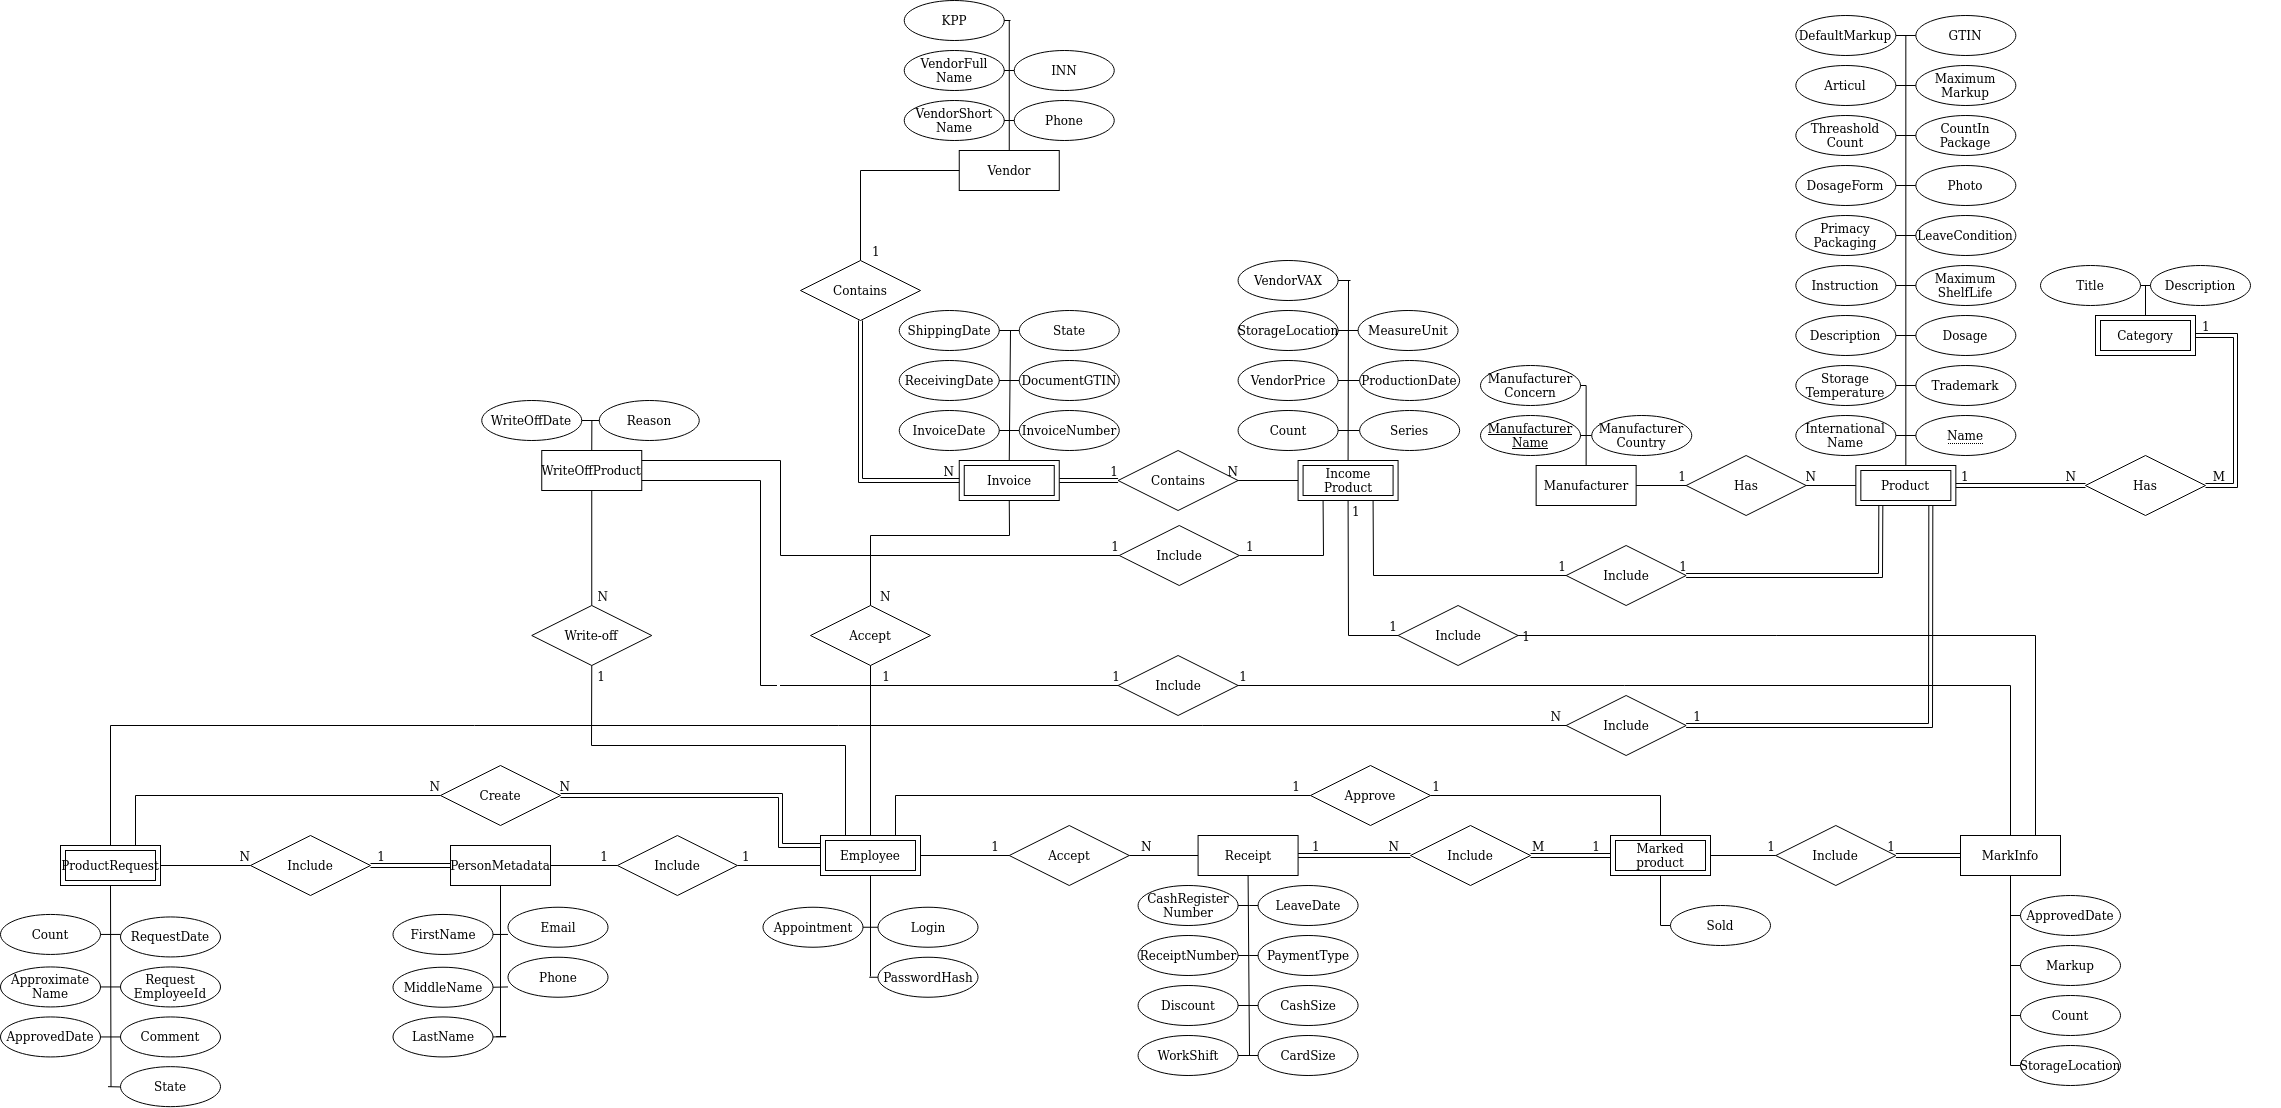 KPP
VendorFull
Name
INN
VendorShort
Name
Phone
Vendor
1
Contains
ShippingDate
State
ReceivingDate
DocumentGTIN
InvoiceDate
InvoiceNumber
N
Invoice
1
Contains
N
VendorVAX
StorageLocation
MeasureUnit
VendorPrice
ProductionDate
Count
Series
Income
Product
1
Manufacturer
Concern
Manufacturer
Name
Manufacturer
Country
Manufacturer
1
Has
N
DefaultMarkup
GTIN
Articul
Maximum
Markup
Threashold
Count
CountIn
Package
DosageForm
Photo
Primacy
Packaging
LeaveCondition
Instruction
Maximum
ShelfLife
Description
Dosage
Storage
Temperature
Trademark
International
Name
Name
Product
1
N
Has
M
Title
Description
Category
1
WriteOffDate
Reason
WriteOffProduct
1
Include
1
1
Include
1
N
Write-off
1
N
Accept
1
1
Include
1
1
Include
1
N
Include
1
N
Create
N
1
Approve
1
ProductRequest
N
Include
1
PersonMetadata
1
Include
1
Employee
1
Accept
N
Receipt
1
N
Include
M
1
Marked
product
1
Include
1
MarkInfo
Count
RequestDate
Approximate
Name
Request
EmployeeId
ApprovedDate
Comment
State
FirstName
Email
MiddleName
Phone
LastName
Appointment
Login
PasswordHash
CashRegister
Number
LeaveDate
ReceiptNumber
PaymentType
Discount
CashSize
WorkShift
CardSize
Sold
ApprovedDate
Markup
Count
StorageLocation